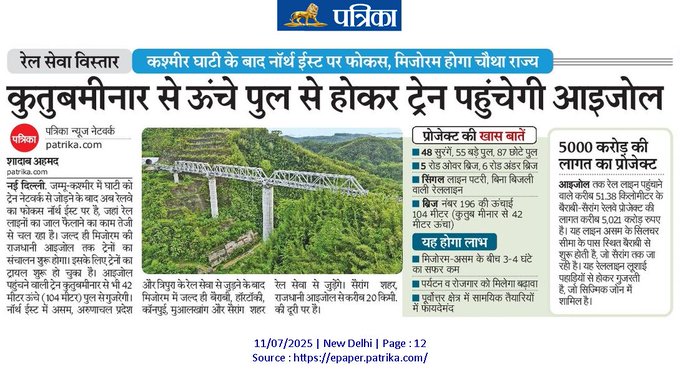 पत्रिका
रेल सेवा विस्तार
कश्मीर घाटी के बाद नॉर्थ ईस्ट पर फोकस, मिजोरम होगा चौथा राज्य
कुतुबमीनार से ऊंचे पुल से होकर ट्रेन पहुंचेगी आइजोल
पत्रिका
पत्रिका न्यूज नेटवर्क
patrika.com
शादाब अहमद
patrika.com
नई दिल्ली. जम्मू-कश्मीर में घाटी को
ट्रेन नेटवर्क से जोड़ने के बाद अब रेलवे
का फोकस नॉर्थ ईस्ट पर है, जहां रेल
लाइनों का जाल फैलाने का काम तेजी
से चल रहा है। जल्द ही मिजोरम की
राजधानी आइजोल तक ट्रेनों का
संचालन शुरू होगा। इसके लिए ट्रेनों का
ट्रायल शुरू हो चुका है। आइजोल
पहुंचने वाली ट्रेन कुतुबमीनार से भी 42
मीटर ऊंचे (104 मीटर) पुल से गुजरेगी।
नॉर्थ ईस्ट में असम, अरुणाचल प्रदेश
और त्रिपुरा के रेल सेवा से जुड़ने के बाद
मिजोरम में जल्द ही बैराबी, हॉरटॉकी,
कॉनपुई, मुआलखांग और सैरांग शहर
रेल सेवा से जुड़ेंगे। सैरांग शहर,
राजधानी आइजोल से करीब 20 किमी.
की दूरी पर है।
प्रोजेक्ट की खास बातें
48 सुरंगें, 55 बड़े पुल, 87 छोटे पुल
5 रोड ओवर ब्रिज, 6 रोड अंडर ब्रिज
सिंगल लाइन पटरी, बिना बिजली
वाली रेललाइन
ब्रिज नंबर 196 की ऊंचाई
104 मीटर (कुतुब मीनार से 42
मीटर ऊंचा)
यह होगा लाभ
मिजोरम-असम के बीच 3-4 घंटे
का सफर कम
पर्यटन व रोजगार को मिलेगा बढ़ावा
पूर्वोत्तर क्षेत्र में सामयिक तैयारियों
में फायदेमंद
5000 करोड़ की
लागत का प्रोजेक्ट
आइजोल तक रेल लाइन पहुंचाने
वाले करीब 51.38 किलोमीटर के
बैराबी-सैरांग रेलवे प्रोजेक्ट की
लागत करीब 5,021 करोड़ रुपए
है। यह लाइन असम के सिलचर
सीमा के पास स्थित बैराबी से
शुरू होती है, जो सैरांग तक जा
रही है। यह रेललाइन लूशाई
पहाड़ियों से होकर गुजरती
है, जो सिज्मिक जोन में
शामिल है।
11/07/2025 | New Delhi | Page : 12
Source : https://epaper.patrika.com/